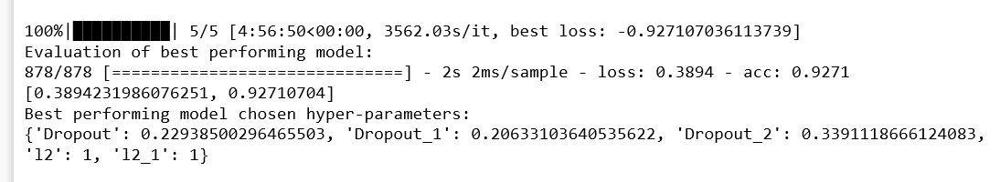 100%|██████████| 5/5 [4:56:50<00:00, 3562.03s/it, best loss: -0.927107036113739]
Evaluation of best performing model:
878/878 [==============================] - 2s 2ms/sample - loss: 0.3894 - acc: 0.9271
[0.3894231986076251, 0.92710704]
Best performing model chosen hyper-parameters:
{'Dropout': 0.22938500296465503, 'Dropout_1': 0.20633103640535622, 'Dropout_2': 0.3391118666124083,
'l2': 1, 'l2_1': 1}